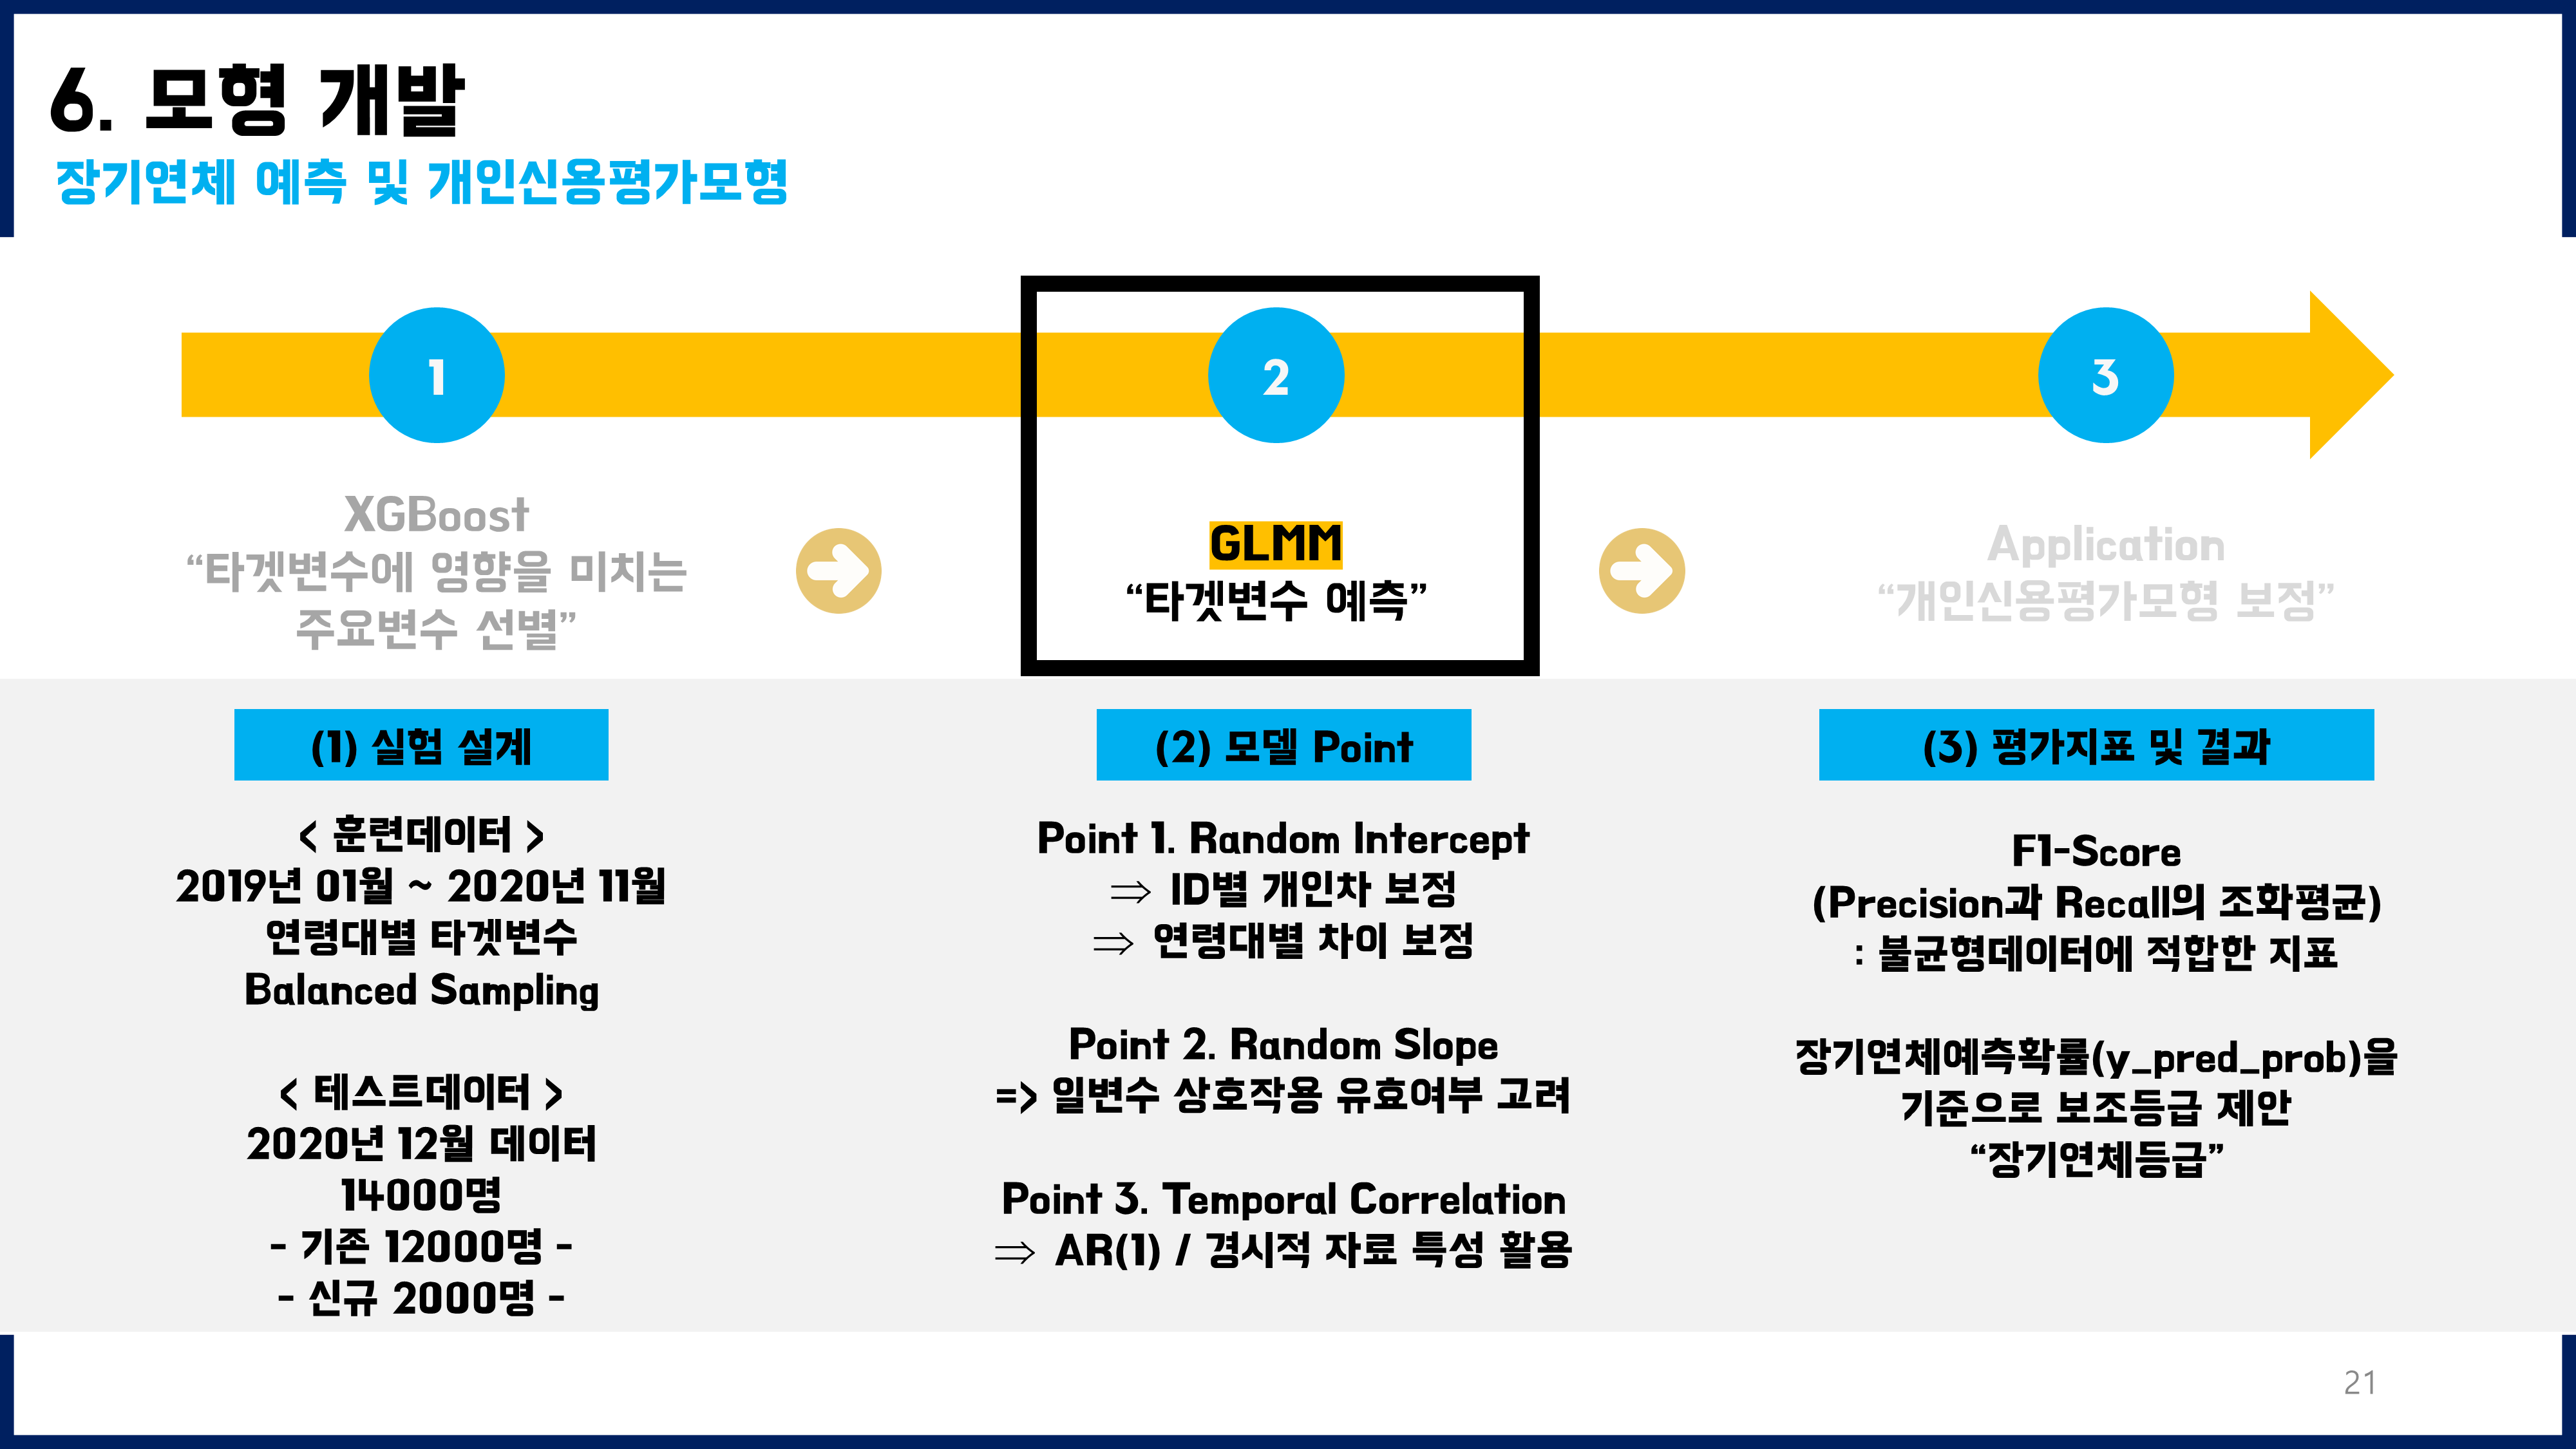 6. 모형 개발
장기연체 예측 및 개인신용평가모형
1
2
3
XGBoost
“타겟변수에 영향을 미치는
주요변수 선별”
GLMM
“타겟변수 예측”
Application
“개인신용평가모형 보정”
(1) 실험 설계
< 훈련데이터 >
2019년 01월 ~ 2020년 11월
연령대별 타겟변수
Balanced Sampling
< 테스트데이터 >
2020년 12월 데이터
14000명
- 기존 12000명 -
- 신규 2000명 -
(2) 모델 Point
Point 1. Random Intercept
⇒ ID별 개인차 보정
⇒ 연령대별 차이 보정
Point 2. Random Slope
=> 일변수 상호작용 유효여부 고려
Point 3. Temporal Correlation
⇒ AR(1) / 경시적 자료 특성 활용
(3) 평가지표 및 결과
F1-Score
(Precision과 Recall의 조화평균)
: 불균형데이터에 적합한 지표
장기연체예측확률(y_pred_prob)을
기준으로 보조등급 제안
“장기연체등급”
21